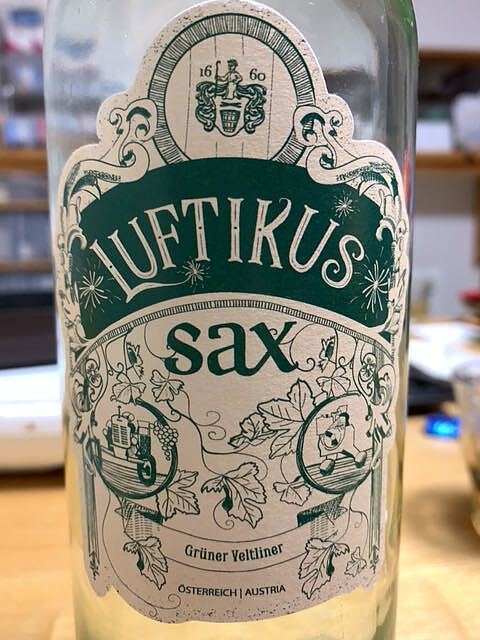 16 60
LUFTIKUS
sax
Grüner Veltliner
ÖSTERREICH | AUSTRIA